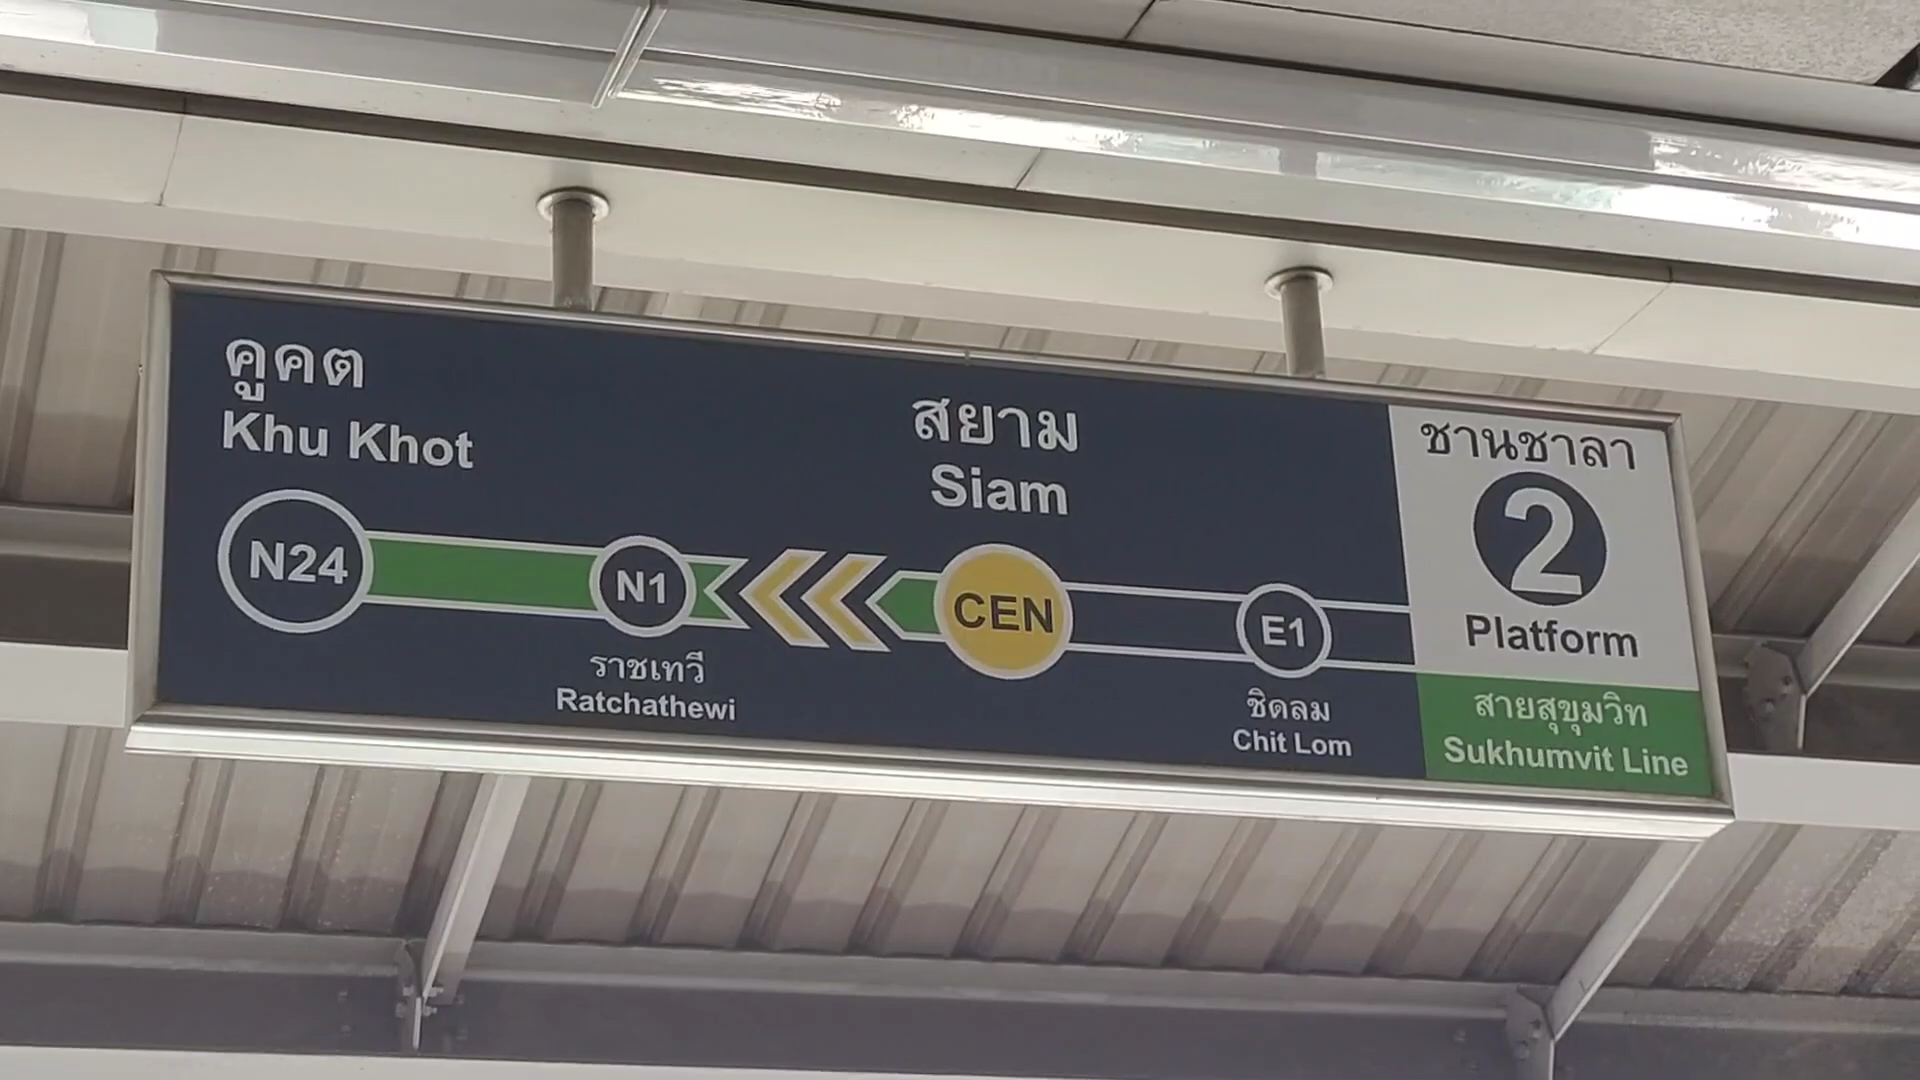 คูคต
Khu Khot
N24
N1
ราชเทวี
Ratchathewi
สยาม
Siam
CEN
E1
ชิดลม
Chit Lom
ชานชาลา
2
Platform
สายสุขุมวิท
Sukhumvit Line